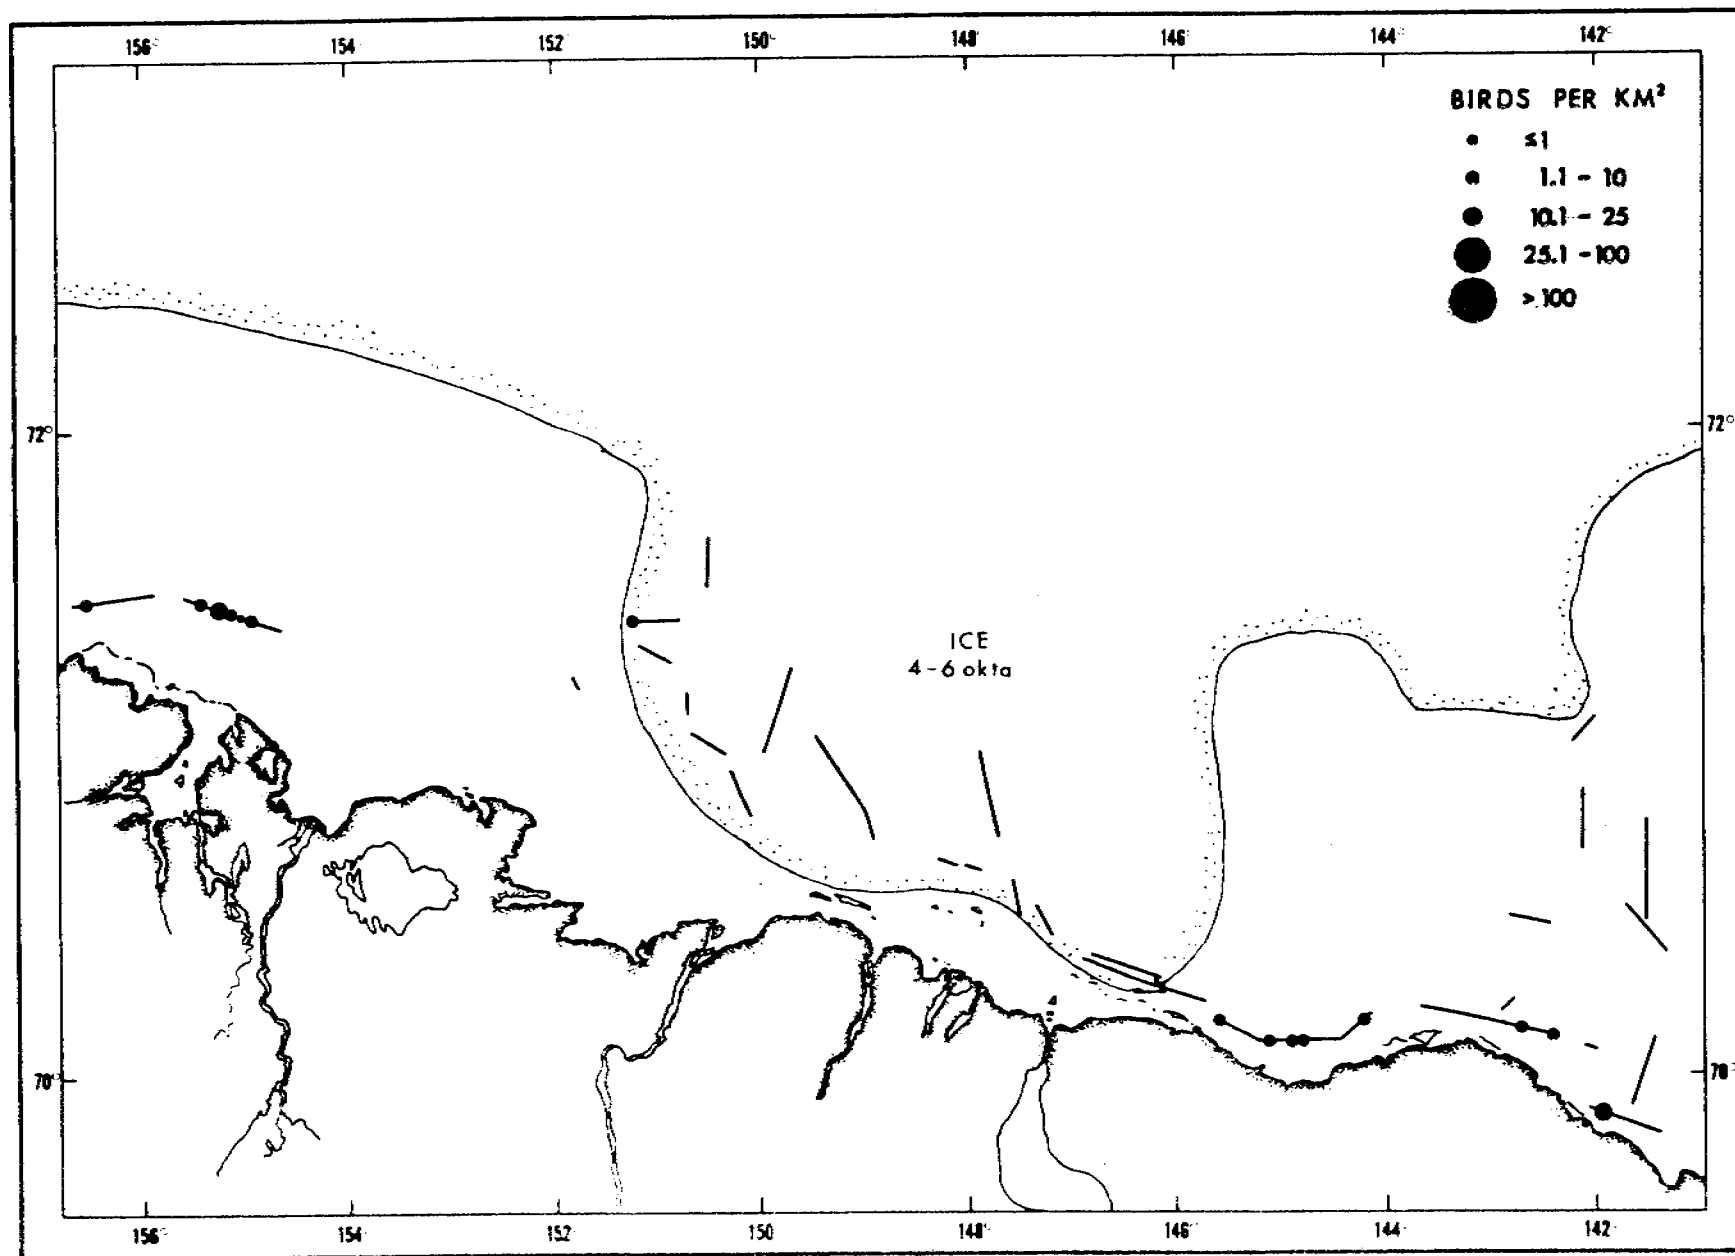 156° 154° 152 150° 148° 146° 144° 142°
BIRDS PER KM²
≤1
1.1 - 10
10.1 - 25
25.1 - 100
>100
72° 72°
ICE
4-6 okta
70° 70°
156° 154° 152 150 148° 146° 144° 142°